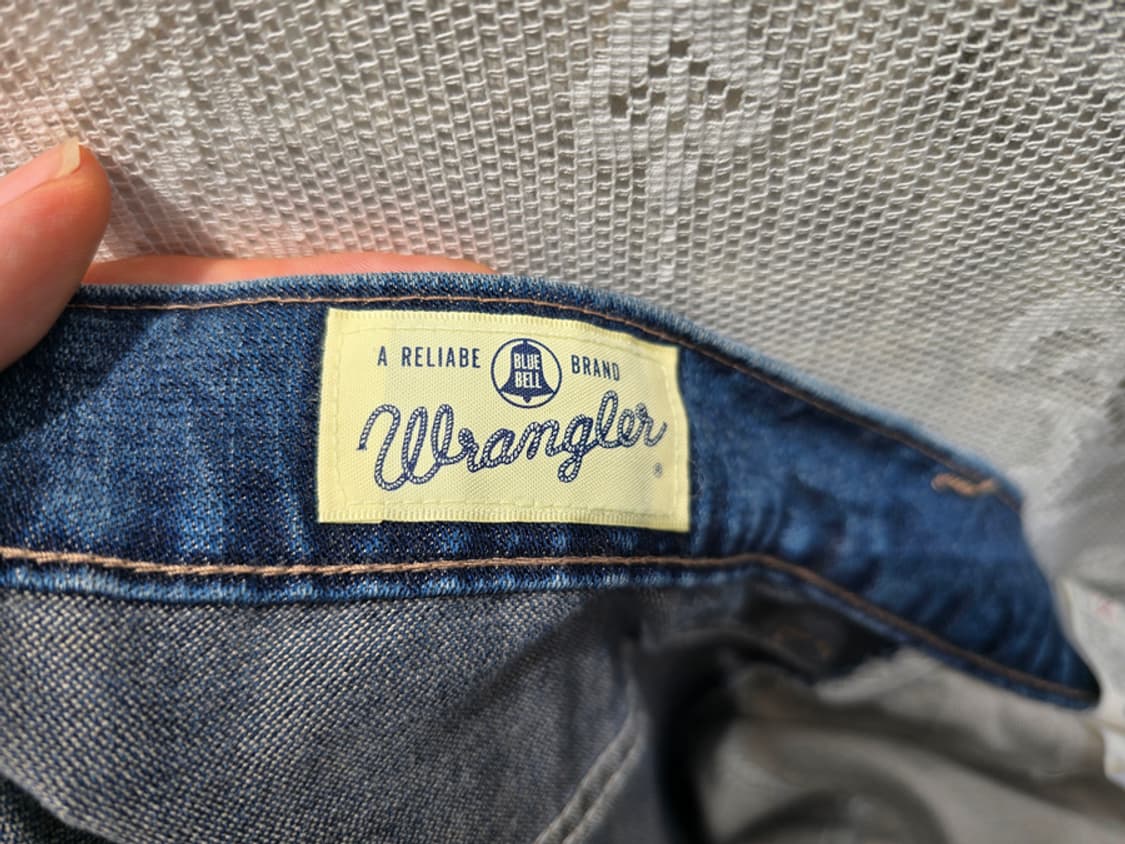 A RELIABE BLUE BELL BRAND
Wrangler
®